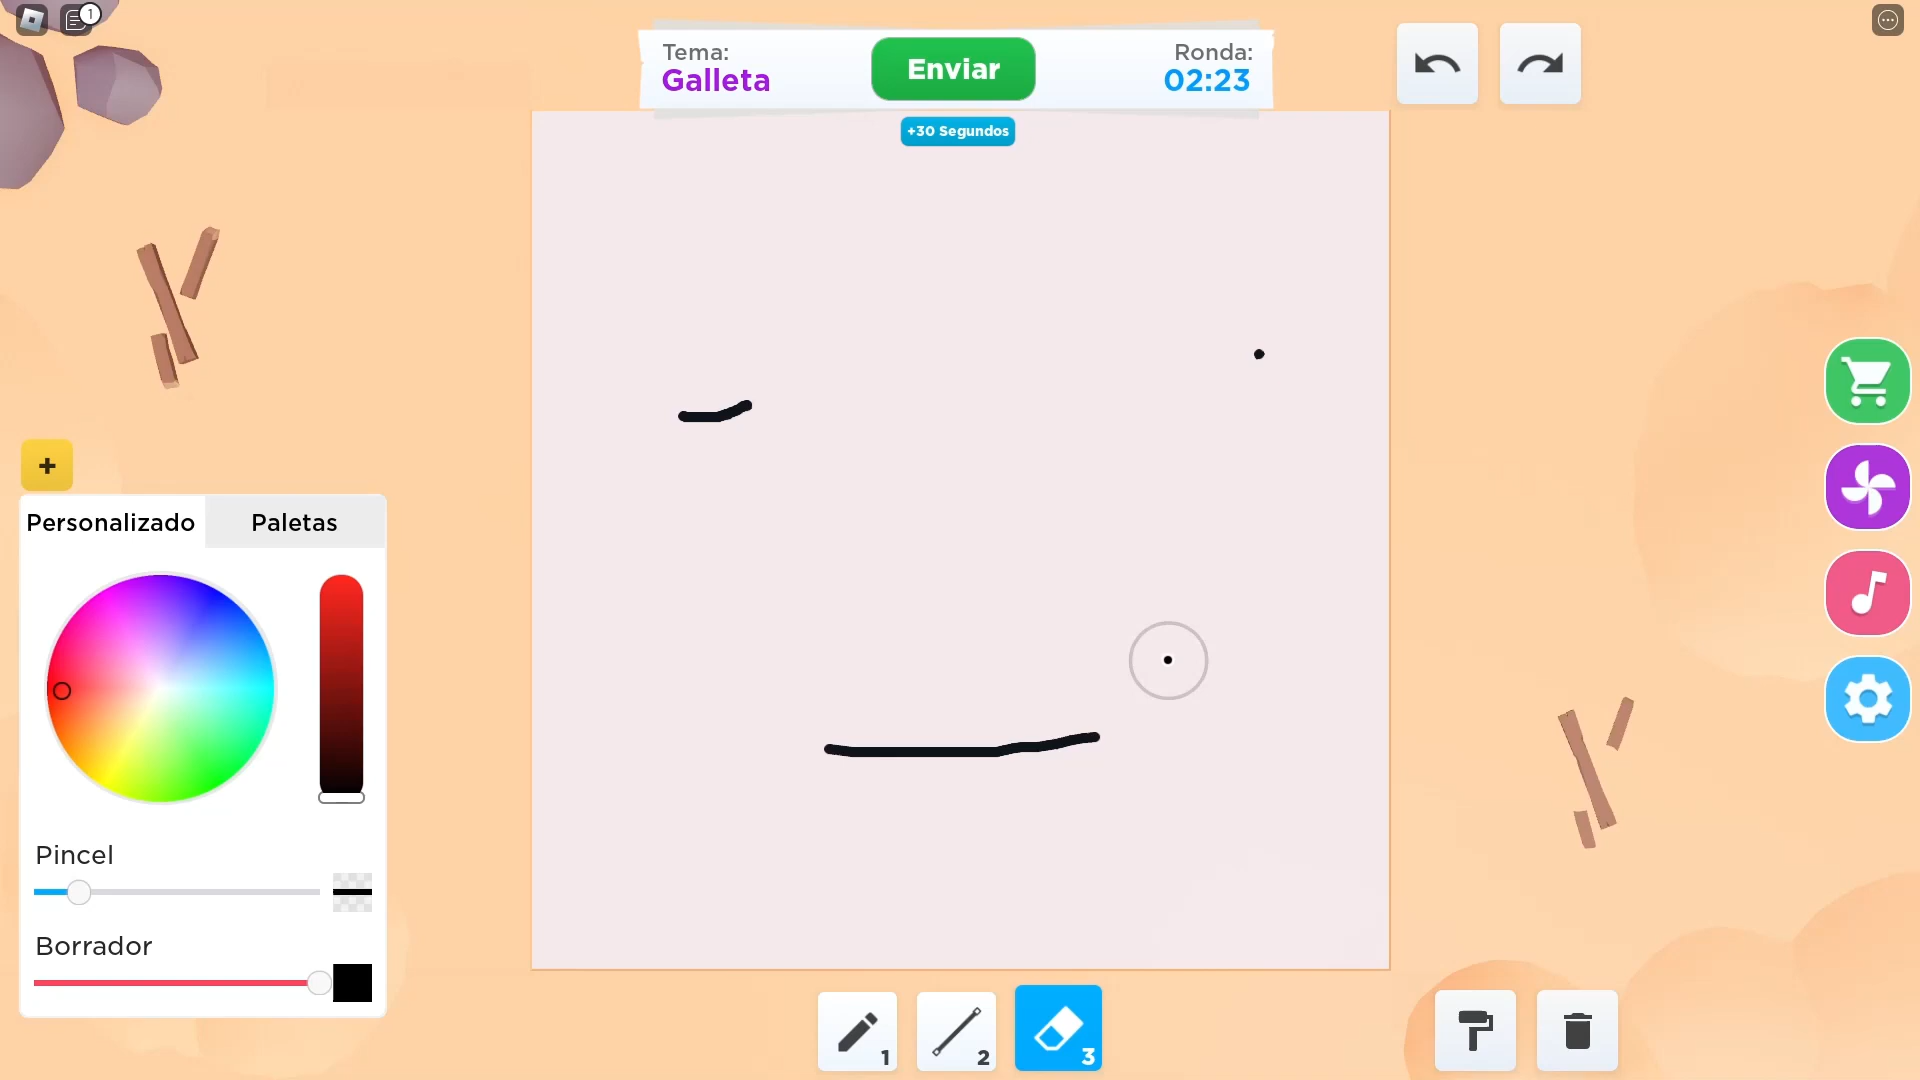 1
Tema:
Galleta
Enviar
Ronda:
02:23
+30 Segundos
+
Personalizado
Paletas
Pincel
Borrador
1
2
3